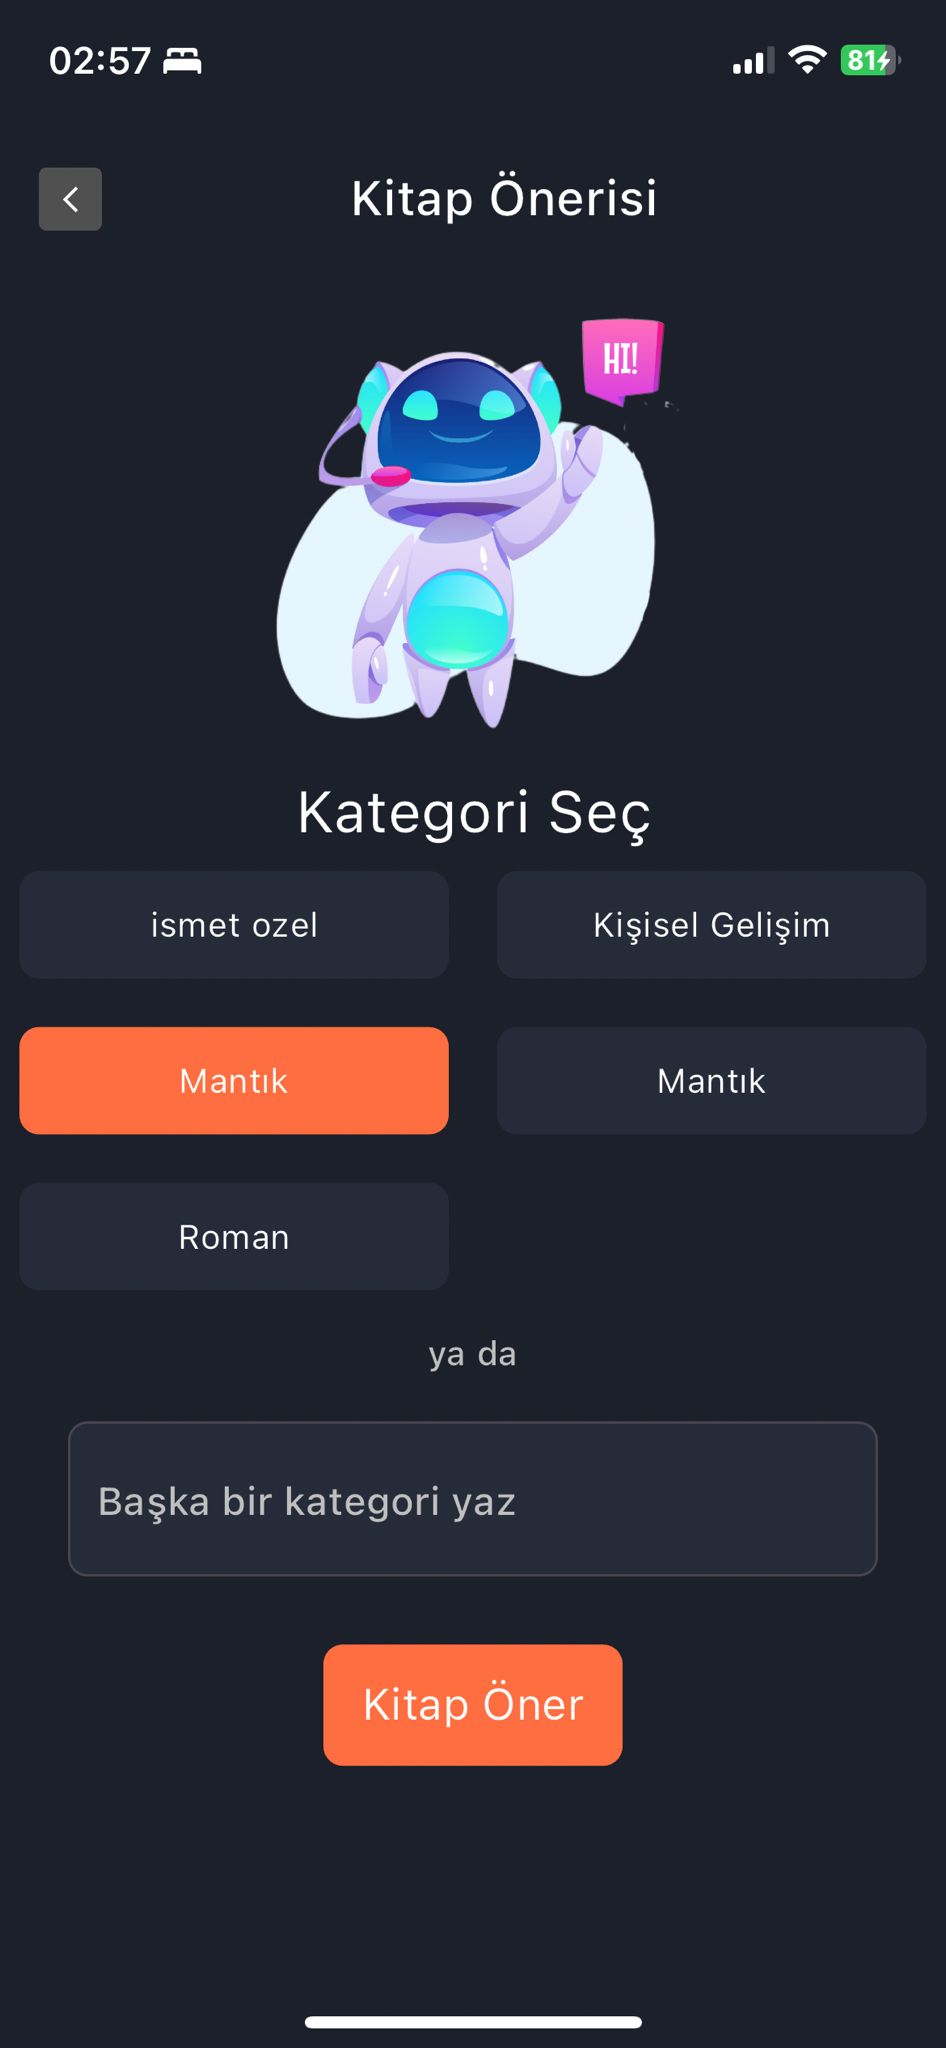 02:57
81
Kitap Önerisi
HI!
Kategori Seç
ismet ozel
Kişisel Gelişim
Mantık
Mantık
Roman
ya da
Başka bir kategori yaz
Kitap Öner